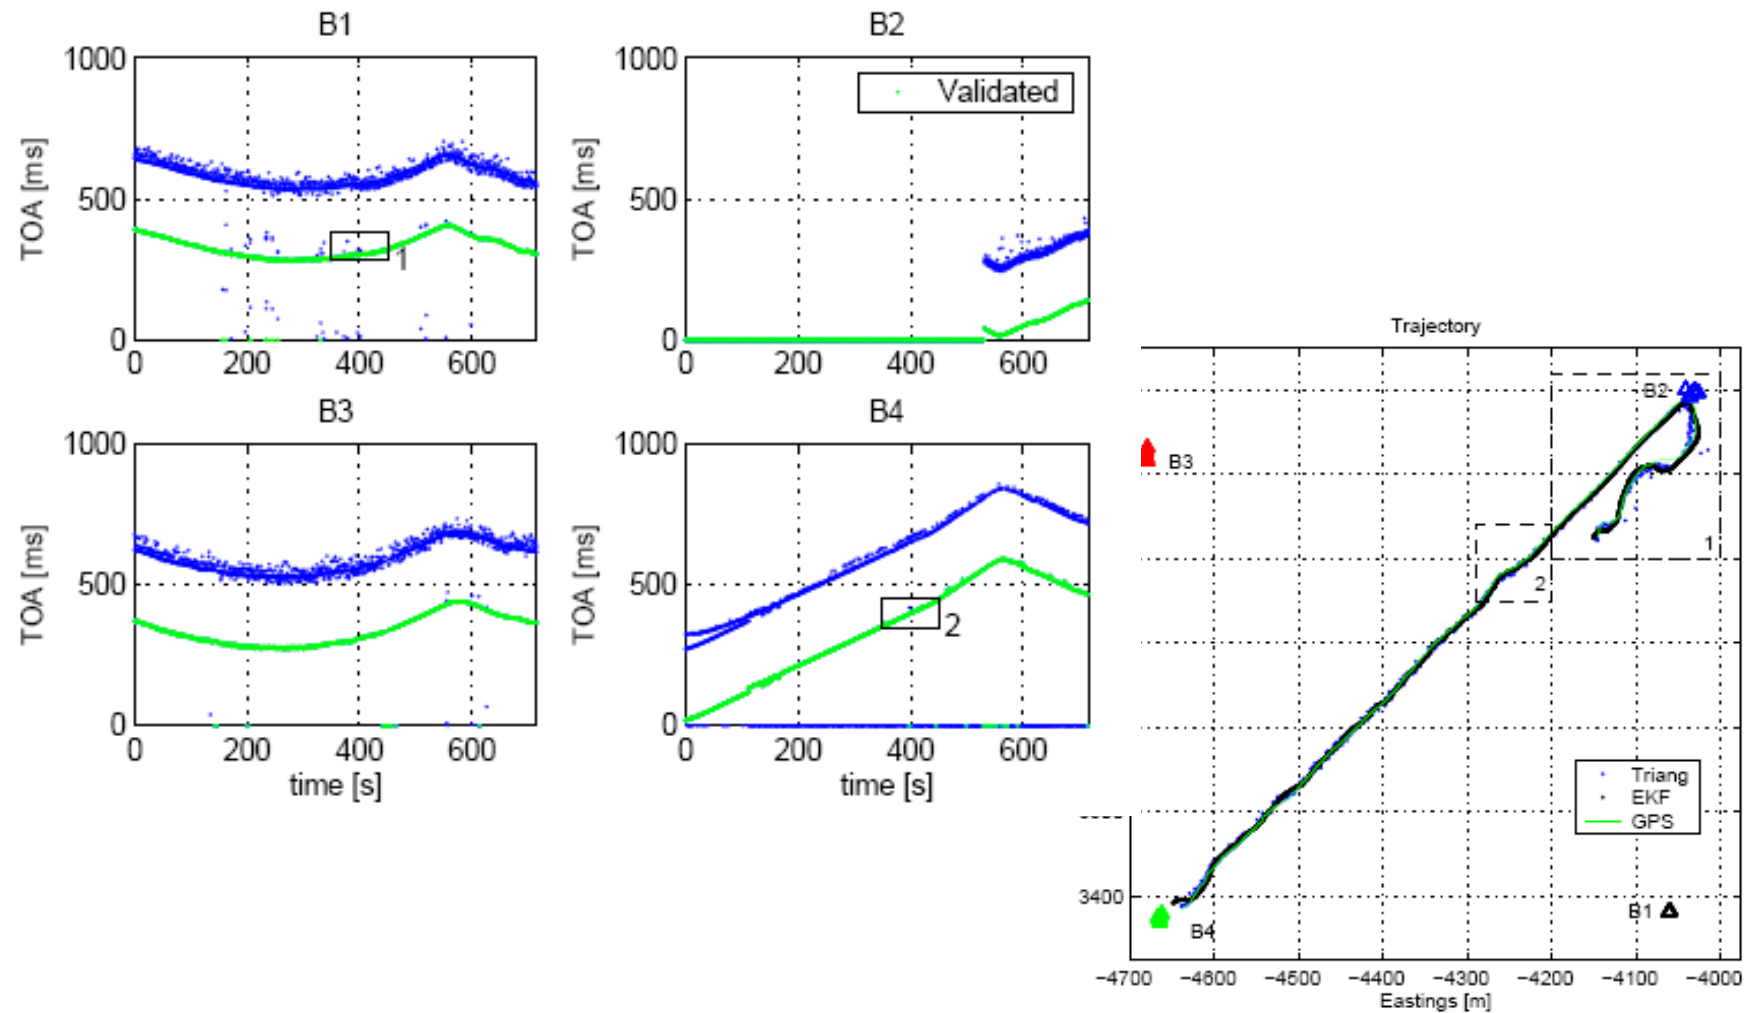 B1
1000
500
0
TOA [ms]
0 200 400 600
1
B2
1000
500
0
TOA [ms]
0 200 400 600
Validated
B3
1000
500
0
TOA [ms]
0 200 400 600
time [s]
B4
1000
500
0
TOA [ms]
0 200 400 600
time [s]
2
Trajectory
B2
B3
1
2
Triang
EKF
GPS
3400
B1
B4
−4700 −4600 −4500 −4400 −4300 −4200 −4100 −4000
Eastings [m]